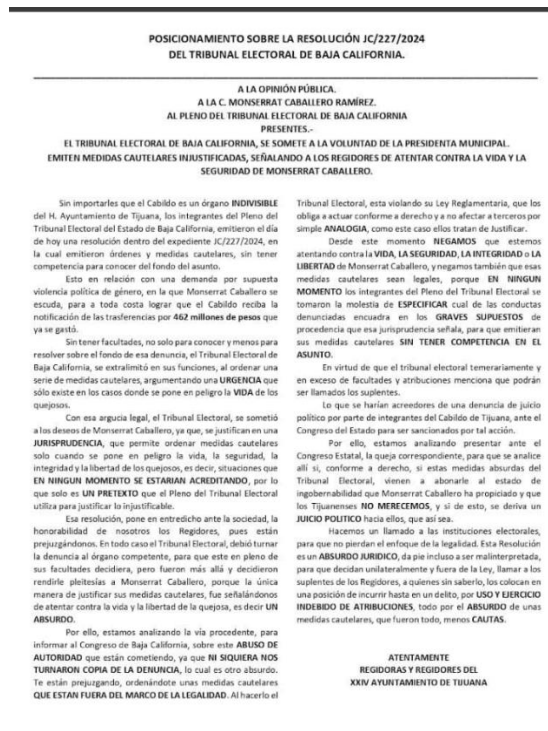 POSICIONAMIENTO SOBRE LA RESOLUCIÓN JC/227/2024
DEL TRIBUNAL ELECTORAL DE BAJA CALIFORNIA.
A LA OPINIÓN PÚBLICA.
A LA C. MONSERRAT CABALLERO RAMÍREZ.
AL PLENO DEL TRIBUNAL ELECTORAL DE BAJA CALIFORNIA
PRESENTES.-
EL TRIBUNAL ELECTORAL DE BAJA CALIFORNIA, SE SOMETE A LA VOLUNTAD DE LA PRESIDENTA MUNICIPAL.
EMITEN MEDIDAS CAUTELARES INJUSTIFICADAS, SEÑALANDO A LOS REGIDORES DE ATENTAR CONTRA LA VIDA Y LA
SEGURIDAD DE MONSERRAT CABALLERO.
Sin importarles que el Cabildo es un órgano INDIVISIBLE
del H. Ayuntamiento de Tijuana, los integrantes del Pleno del
Tribunal Electoral del Estado de Baja California, emitieron el día
de hoy una resolución dentro del expediente JC/227/2024, en
la cual emitieron órdenes y medidas cautelares, sin tener
competencia para conocer del fondo del asunto.
Esto en relación con una demanda por supuesta
violencia política de género, en la que Monserrat Caballero se
escuda, para a toda costa lograr que el Cabildo reciba la
notificación de las trasferencias por 462 millones de pesos que
ya se gastó.
Sin tener facultades, no solo para conocer y menos para
resolver sobre el fondo de esa denuncia, el Tribunal Electoral de
Baja California, se extralimitó en sus funciones, al ordenar una
serie de medidas cautelares, argumentando una URGENCIA que
sólo existe en los casos donde se pone en peligro la VIDA de los
quejosos.
Con esa argucia legal, el Tribunal Electoral, se sometió
a los deseos de Monserrat Caballero, ya que, se justifican en una
JURISPRUDENCIA, que permite ordenar medidas cautelares
solo cuando se pone en peligro la vida, la seguridad, la
integridad y la libertad de los quejosos, es decir, situaciones que
EN NINGUN MOMENTO SE ESTARIAN ACREDITANDO, por lo
que solo es UN PRETEXTO que el Pleno del Tribunal Electoral
utiliza para justificar lo injustificable.
Esa resolución, pone en entredicho ante la sociedad, la
honorabilidad de nosotros los Regidores, pues están
prejuzgándonos. En todo caso el Tribunal Electoral, debió turnar
la denuncia al órgano competente, para que este en pleno de
sus facultades decidiera, pero fueron más allá y decidieron
rendirle pleitesías a Monserrat Caballero, porque la única
manera de justificar sus medidas cautelares, fue señalándonos
de atentar contra la vida y la libertad de la quejosa, es decir UN
ABSURDO.
Por ello, estamos analizando la vía procedente, para
informar al Congreso de Baja California, sobre este ABUSO DE
AUTORIDAD que están cometiendo, ya que NI SIQUIERA NOS
TURNARON COPIA DE LA DENUNCIA, lo cual es otro absurdo.
Te están prejuzgando, ordenándote unas medidas cautelares
QUE ESTAN FUERA DEL MARCO DE LA LEGALIDAD. Al hacerlo el
Tribunal Electoral, esta violando su Ley Reglamentaria, que los
obliga a actuar conforme a derecho y a no afectar a terceros por
simple ANALOGIA, como este caso ellos tratan de Justificar.
Desde este momento NEGAMOS que estemos
atentando contra la VIDA, LA SEGURIDAD, LA INTEGRIDAD o LA
LIBERTAD de Monserrat Caballero, y negamos también que esas
medidas cautelares sean legales, porque EN NINGUN
MOMENTO los integrantes del Pleno del Tribunal Electoral se
tomaron la molestia de ESPECIFICAR cual de las conductas
denunciadas encuadra en los GRAVES SUPUESTOS de
procedencia que esa jurisprudencia señala, para que emitieran
sus medidas cautelares SIN TENER COMPETENCIA EN EL
ASUNTO.
En virtud de que el tribunal electoral temerariamente y
en exceso de facultades y atribuciones menciona que podrán
ser llamados los suplentes.
Lo que se harían acreedores de una denuncia de juicio
político por parte de integrantes del Cabildo de Tijuana, ante el
Congreso del Estado para ser sancionados por tal acción.
Por ello, estamos analizando presentar ante el
Congreso Estatal, la queja correspondiente, para que se analice
allí si, conforme a derecho, si estas medidas absurdas del
Tribunal Electoral, vienen a abonarle al estado de
ingobernabilidad que Monserrat Caballero ha propiciado y que
los Tijuanenses NO MERECEMOS, y si de esto, se deriva un
JUICIO POLITICO hacia ellos, que así sea.
Hacemos un llamado a las instituciones electorales,
para que no pierdan el enfoque de la legalidad. Esta Resolución
es un ABSURDO JURIDICO, da pie incluso a ser malinterpretada,
para que decidan unilateralmente y fuera de la Ley, llamar a los
suplentes de los Regidores, a quienes sin saberlo, los colocan en
una posición de incurrir hasta en un delito, por USO Y EJERCICIO
INDEBIDO DE ATRIBUCIONES, todo por el ABSURDO de unas
medidas cautelares, que fueron todo, menos CAUTAS.
ATENTAMENTE
REGIDORAS Y REGIDORES DEL
XXIV AYUNTAMIENTO DE TIJUANA